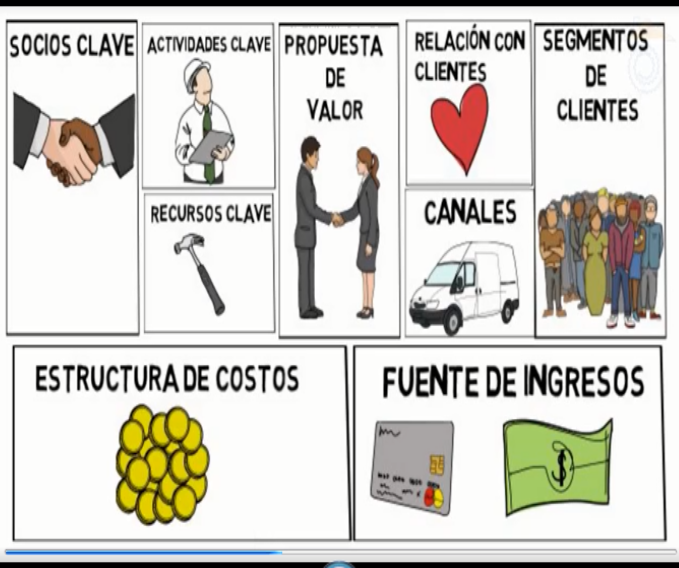 SOCIOS CLAVE
ACTIVIDADES CLAVE
RECURSOS CLAVE
PROPUESTA
DE
VALOR
RELACIÓN CON
CLIENTES
CANALES
SEGMENTOS
DE
CLIENTES
ESTRUCTURA DE COSTOS
FUENTE DE INGRESOS
$